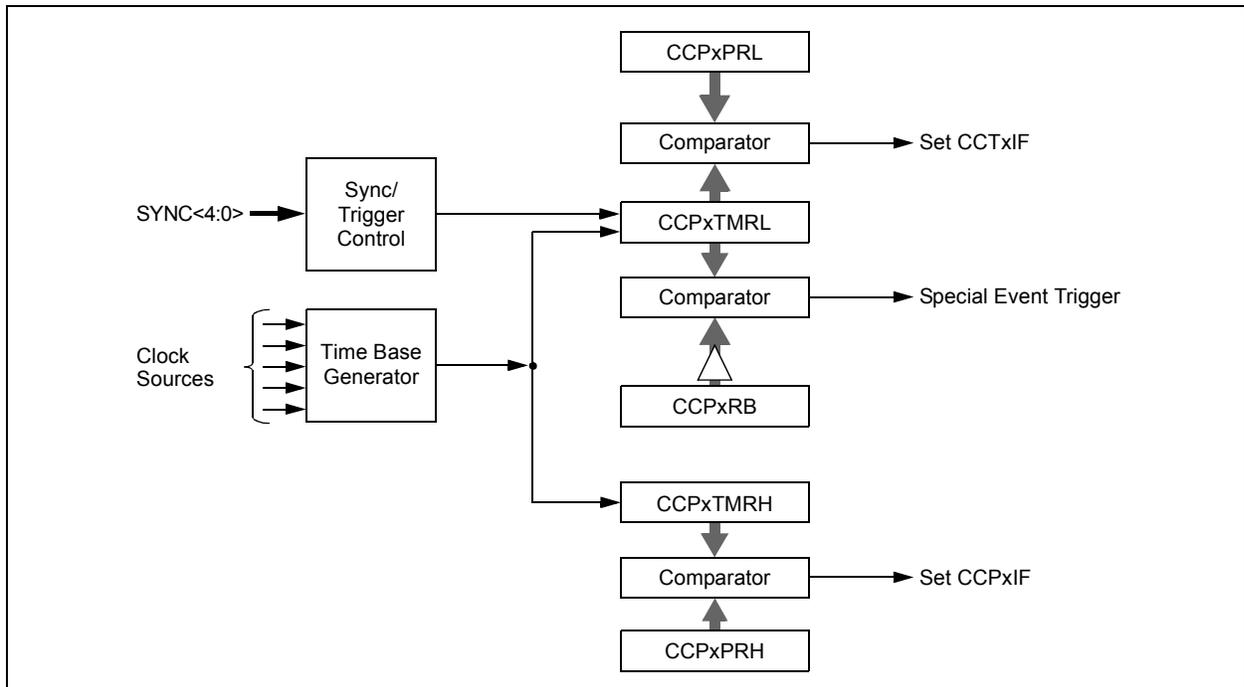 CCPxPRL
Comparator
Set CCTxIF
SYNC<4:0>
Sync/
Trigger
Control
CCPxTMRL
Comparator
Special Event Trigger
Clock
Sources
Time Base
Generator
CCPxRB
CCPxTMRH
Comparator
Set CCPxIF
CCPxPRH